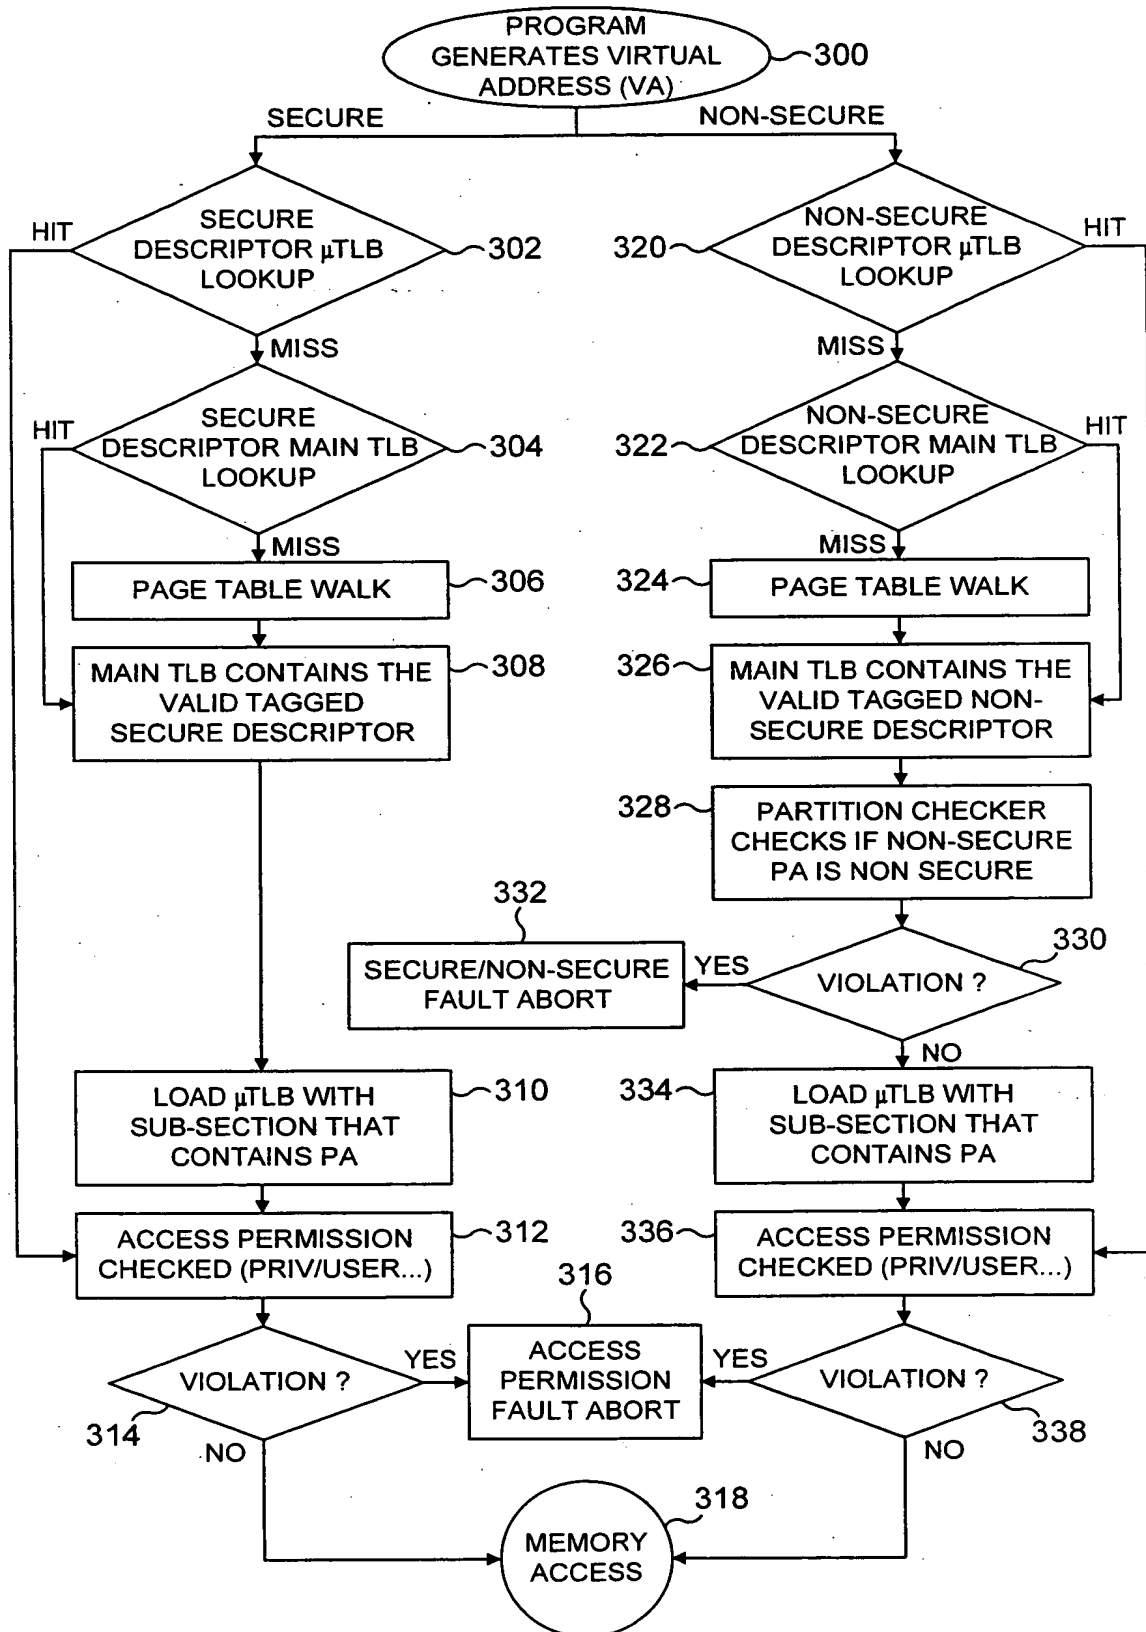 PROGRAM
GENERATES VIRTUAL
ADDRESS (VA)
300
SECURE
NON-SECURE
HIT
SECURE
DESCRIPTOR µTLB
LOOKUP
302
320
NON-SECURE
DESCRIPTOR µTLB
LOOKUP
HIT
MISS
MISS
HIT
SECURE
DESCRIPTOR MAIN TLB
LOOKUP
304
322
NON-SECURE
DESCRIPTOR MAIN TLB
LOOKUP
HIT
MISS
MISS
PAGE TABLE WALK
306
324
PAGE TABLE WALK
MAIN TLB CONTAINS THE
VALID TAGGED
SECURE DESCRIPTOR
308
326
MAIN TLB CONTAINS THE
VALID TAGGED NON-
SECURE DESCRIPTOR
328
PARTITION CHECKER
CHECKS IF NON-SECURE
PA IS NON SECURE
332
SECURE/NON-SECURE
FAULT ABORT
YES
VIOLATION ?
330
NO
LOAD µTLB WITH
SUB-SECTION THAT
CONTAINS PA
310
334
LOAD µTLB WITH
SUB-SECTION THAT
CONTAINS PA
ACCESS PERMISSION
CHECKED (PRIV/USER...)
312
336
ACCESS PERMISSION
CHECKED (PRIV/USER...)
316
VIOLATION ?
314
YES
ACCESS
PERMISSION
FAULT ABORT
YES
VIOLATION ?
338
NO
NO
MEMORY
ACCESS
318